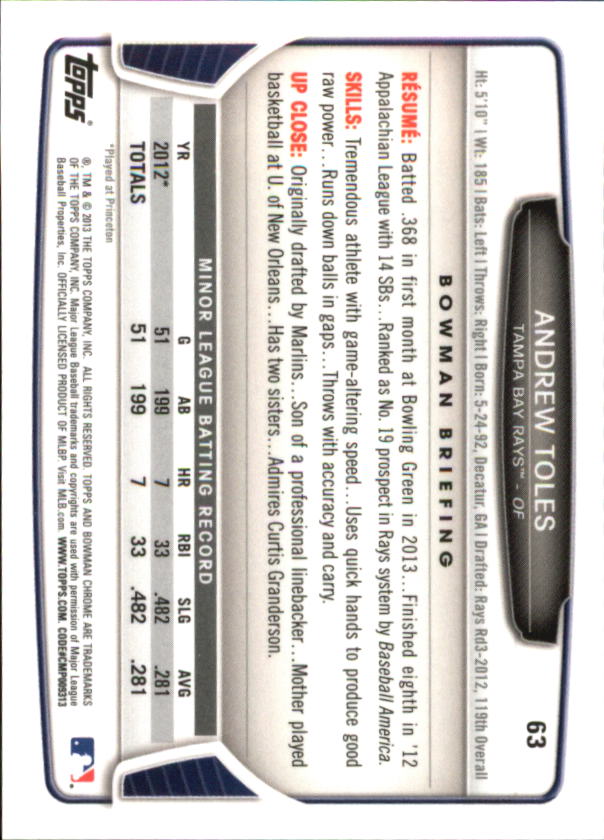 63
ANDREW TOLES
TAMPA BAY RAYS™ - OF
Ht: 5'10" | Wt: 185 | Bats: Left | Throws: Right | Born: 5-24-92, Decatur, GA | Drafted: Rays Rd3-2012, 119th Overall
BOWMAN BRIEFING
RÉSUMÉ: Batted .368 in first month at Bowling Green in 2013...Finished eighth in '12
Appalachian League with 14 SBs...Ranked as No. 19 prospect in Rays system by Baseball America.
SKILLS: Tremendous athlete with game-altering speed...Uses quick hands to produce good
raw power...Runs down balls in gaps...Throws with accuracy and carry.
UP CLOSE: Originally drafted by Marlins...Son of a professional linebacker...Mother played
basketball at U. of New Orleans...Has two sisters...Admires Curtis Granderson.
MINOR LEAGUE BATTING RECORD
YR G AB HR RBI SLG AVG
2012* 51 199 7 33 .482 .281
TOTALS 51 199 7 33 .482 .281
*Played at Princeton
Topps®
®, TM & © 2013 THE TOPPS COMPANY, INC. ALL RIGHTS RESERVED. TOPPS AND BOWMAN CHROME ARE TRADEMARKS
OF THE TOPPS COMPANY, INC. Major League Baseball trademarks and copyrights are used with permission of Major League
Baseball Properties, Inc. OFFICIALLY LICENSED PRODUCT OF MLBP. Visit MLB.com. WWW.TOPPS.COM. CODE#CMP009313